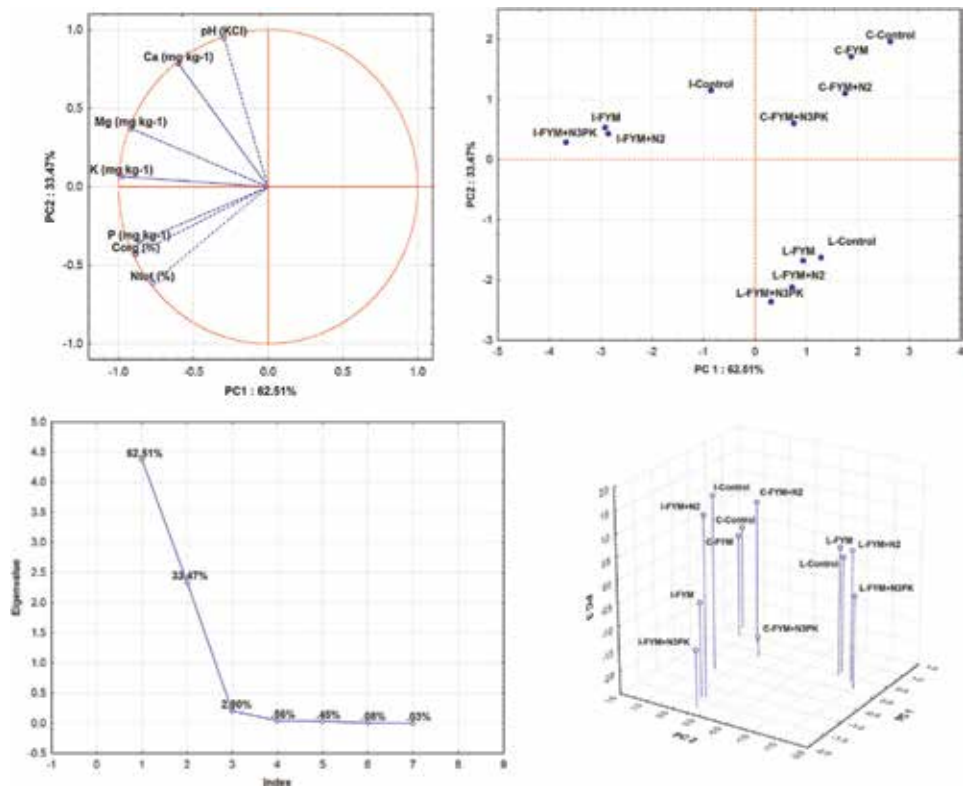 1.0
0.5
0.0
-0.5
-1.0
PC2 : 33.47%
pH (KCl)
Ca (mg kg-1)
Mg (mg kg-1)
K (mg kg-1)
P (mg kg-1)
Corg (%)
Ntot (%)
-1.0 -0.5 0.0 0.5 1.0
PC1 : 62.51%
2
1
0
-1
-2
-3
PC2 : 33.47%
C-Control
C-FYM
I-Control
C-FYM+N2
C-FYM+N3PK
I-FYM
I-FYM+N3PK
I-FYM+N2
L-FYM
L-Control
L-FYM+N2
L-FYM+N3PK
-5 -4 -3 -2 -1 0 1 2 3 4
PC 1 : 62.51%
5.0
4.5
4.0
3.5
3.0
2.5
2.0
1.5
1.0
0.5
0.0
-0.5
Eigenvalue
62.51%
33.47%
2.90%
.45%
-1 0 1 2 3 4 5 6 7 8 9
Index
I-Control
C-FYM+N2
I-FYM+N2
C-Control
C-FYM
L-FYM
L-FYM+N2
L-Control
I-FYM
L-FYM+N3PK
C-FYM+N3PK
I-FYM+N3PK
PC 2